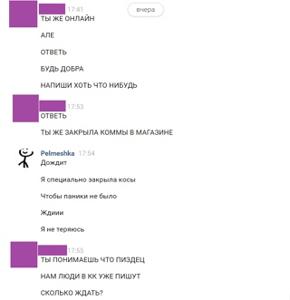 вчера
17:41
ТЫ ЖЕ ОНЛАЙН
АЛЕ
ОТВЕТЬ
БУДЬ ДОБРА
НАПИШИ ХОТЬ ЧТО НИБУДЬ
17:53
ОТВЕТЬ
ТЫ ЖЕ ЗАКРЫЛА КОММЫ В МАГАЗИНЕ
Pelmeshka 17:54
Дождит
Я специально закрыла косы
Чтобы паники не было
Ждиии
Я не теряюсь
17:55
ТЫ ПОНИМАЕШЬ ЧТО ПИЗДЕЦ
НАМ ЛЮДИ В КК УЖЕ ПИШУТ
СКОЛЬКО ЖДАТЬ?